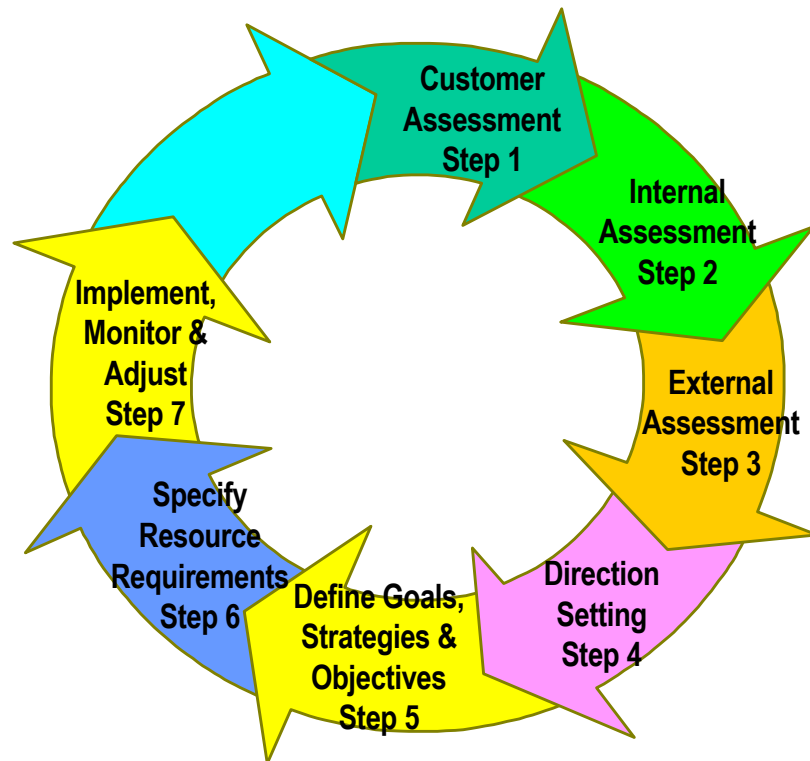 Customer
Assessment
Step 1
Internal
Assessment
Step 2
External
Assessment
Step 3
Direction
Setting
Step 4
Define Goals,
Strategies &
Objectives
Step 5
Specify
Resource
Requirements
Step 6
Implement,
Monitor &
Adjust
Step 7